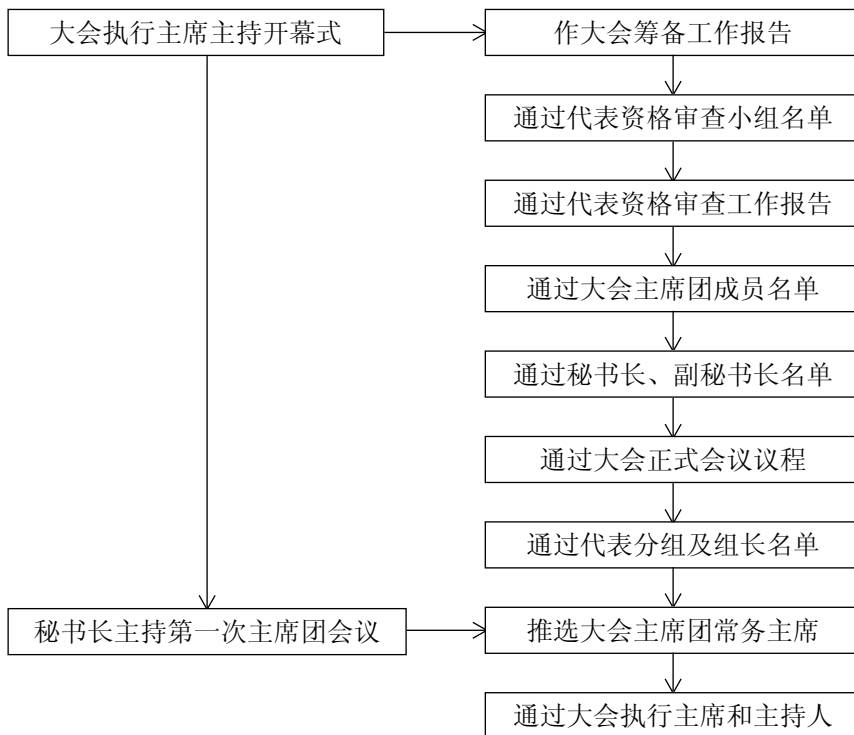 大会执行主席主持开幕式
作大会筹备工作报告
通过代表资格审查小组名单
通过代表资格审查工作报告
通过大会主席团成员名单
通过秘书长、副秘书长名单
通过大会正式会议议程
通过代表分组及组长名单
秘书长主持第一次主席团会议
推选大会主席团常务主席
通过大会执行主席和主持人